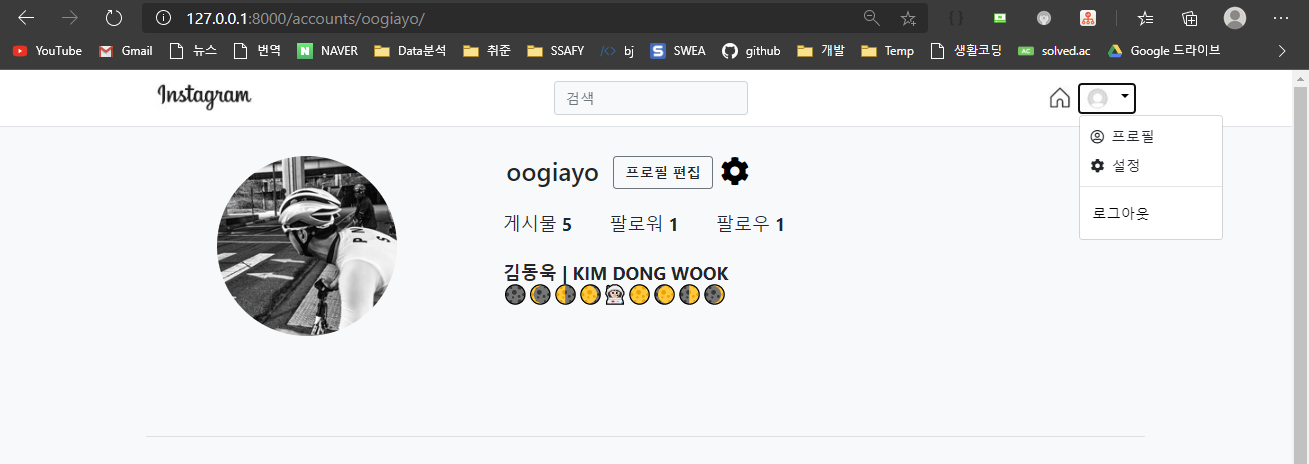 127.0.0.1:8000/accounts/oogiayo/
YouTube Gmail 뉴스 번역 NAVER Data분석 취준 SSAFY bj SWEA github 개발 Temp 생활코딩 solved.ac Google 드라이브
Instagram 검색
프로필
설정
로그아웃
oogiayo 프로필 편집
게시물 5 팔로워 1 팔로우 1
김동욱 | KIM DONG WOOK
🌑🌘🌗🌕👩‍🚀🌕🌕🌓🌒